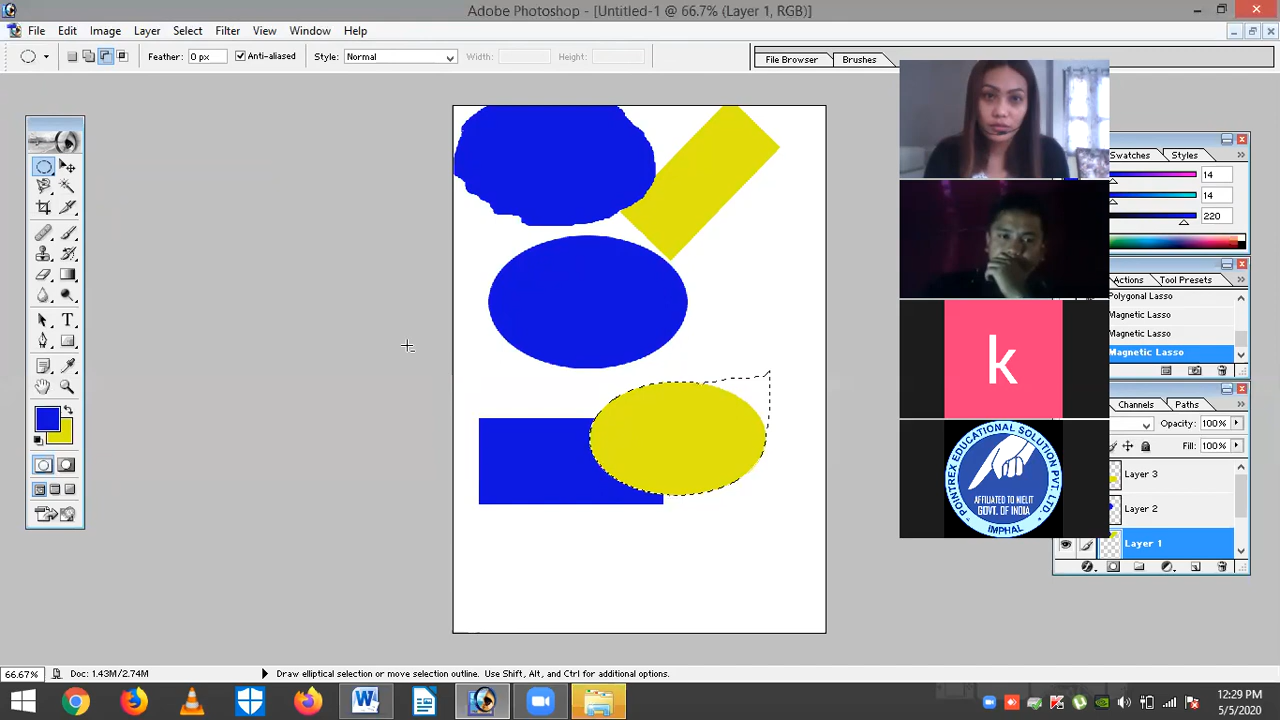 Adobe Photoshop - [Untitled-1 @ 66.7% (Layer 1, RGB)]
File Edit Image Layer Select Filter View Window Help
Feather: 0 px Anti-aliased Style: Normal Width: Height: File Browser Brushes
Swatches Styles
14
14
220
Actions Tool Presets
Polygonal Lasso
Magnetic Lasso
Magnetic Lasso
Magnetic Lasso
Channels Paths
Opacity: 100%
Fill: 100%
Layer 3
Layer 2
Layer 1
T
k
POINTREX EDUCATIONAL SOLUTION PVT. LTD.
AFFILIATED TO NIELIT
GOVT. OF INDIA
IMPHAL
66.67% Doc: 1.43M/2.74M Draw elliptical selection or move selection outline. Use Shift, Alt, and Ctrl for additional options.
12:29 PM
5/5/2020